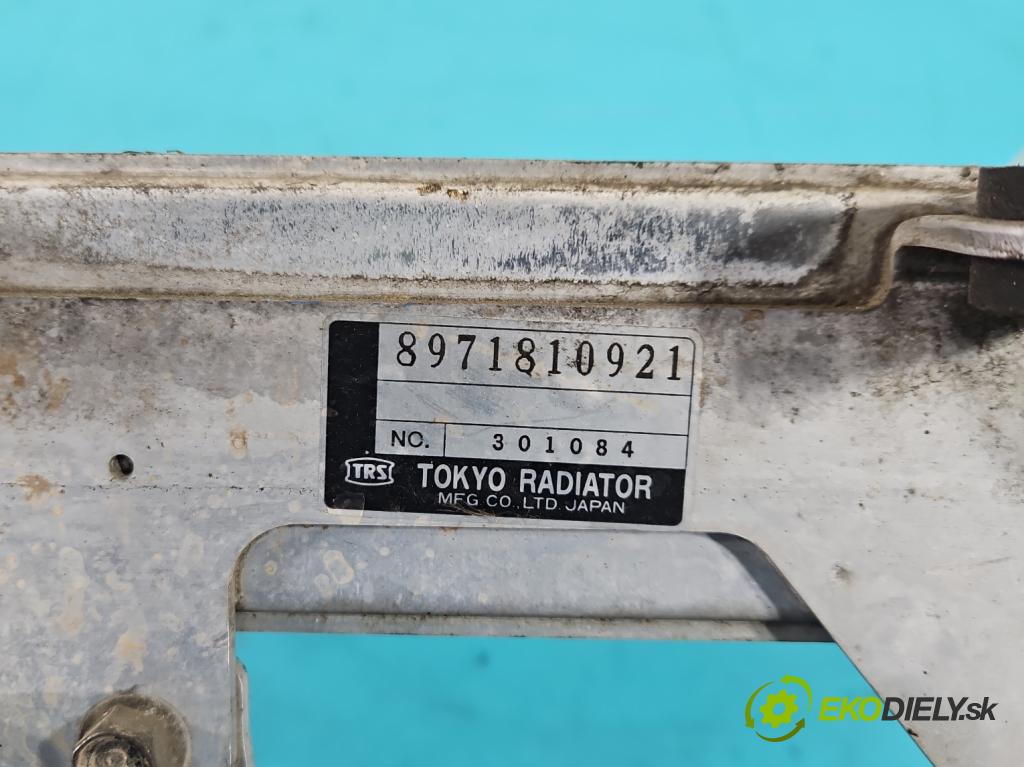 8971810921
NO. 301084
TRS TOKYO RADIATOR
MFG CO.,LTD. JAPAN
EKODIELY.sk